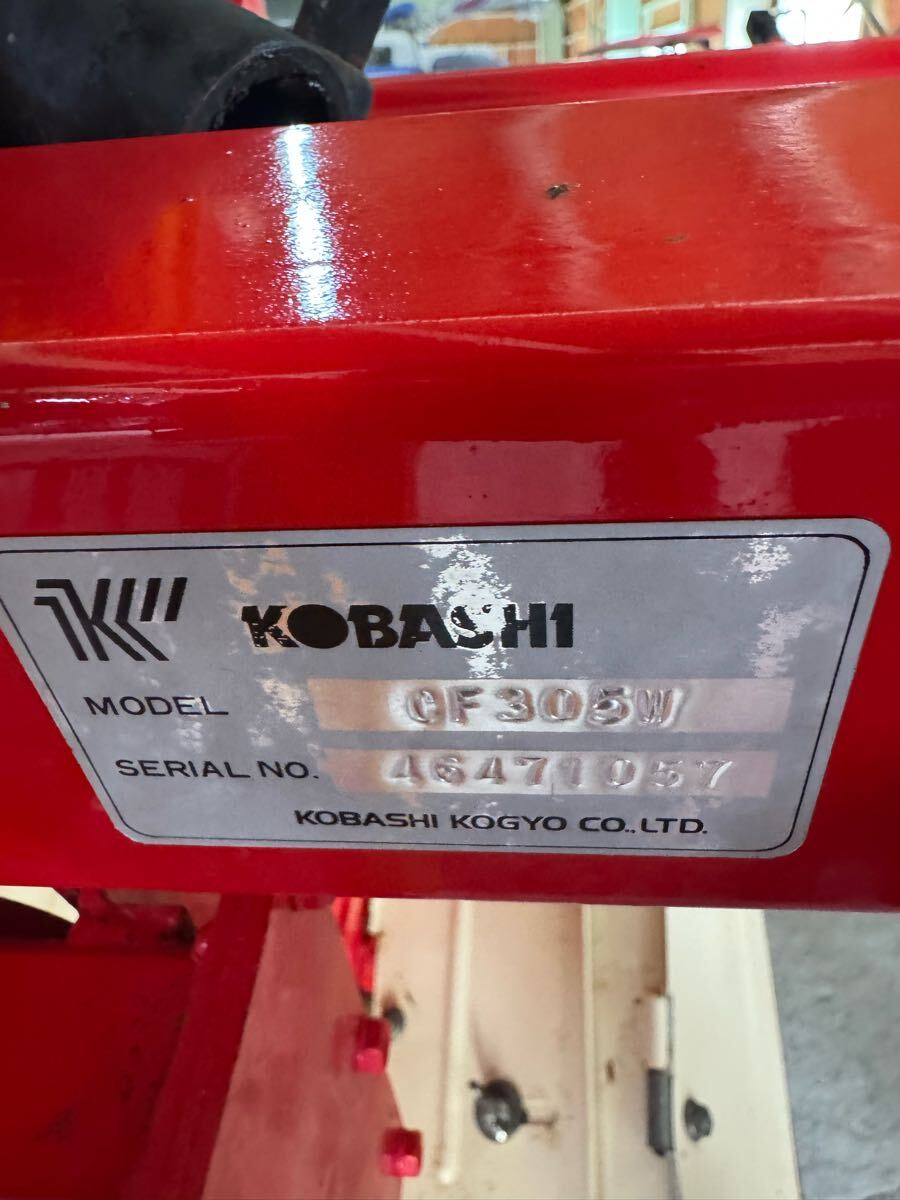 KOBASHI
MODEL CF305W
SERIAL NO. 46471057
KOBASHI KOGYO CO.,LTD.